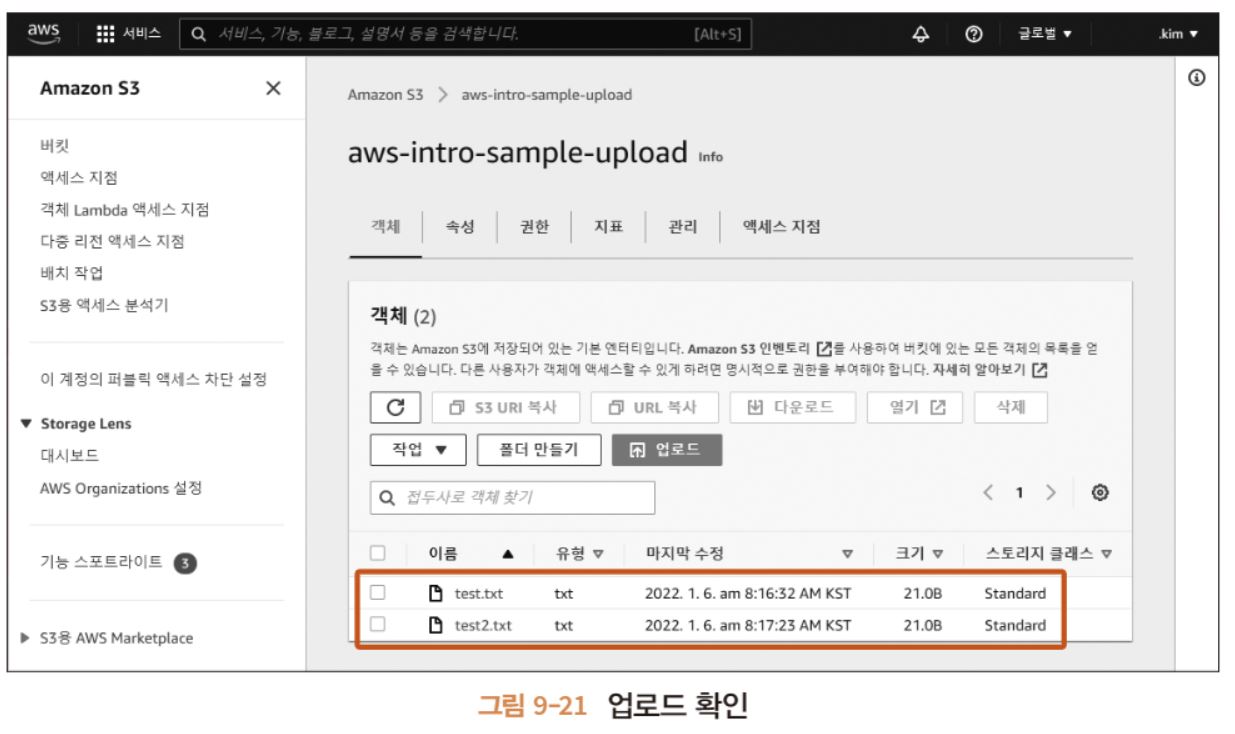 aws
서비스
서비스, 기능, 블로그, 설명서 등을 검색합니다.
[Alt+S]
글로벌 ▼
.kim ▼
Amazon S3
버킷
액세스 지점
객체 Lambda 액세스 지점
다중 리전 액세스 지점
배치 작업
S3용 액세스 분석기
이 계정의 퍼블릭 액세스 차단 설정
▼ Storage Lens
대시보드
AWS Organizations 설정
기능 스포트라이트 3
▶ S3용 AWS Marketplace
Amazon S3 > aws-intro-sample-upload
aws-intro-sample-upload Info
객체 속성 권한 지표 관리 액세스 지점
객체 (2)
객체는 Amazon S3에 저장되어 있는 기본 엔터티입니다. Amazon S3 인벤토리 를 사용하여 버킷에 있는 모든 객체의 목록을 얻
을 수 있습니다. 다른 사용자가 객체에 액세스할 수 있게 하려면 명시적으로 권한을 부여해야 합니다. 자세히 알아보기
S3 URI 복사 URL 복사 다운로드 열기 삭제
작업 ▼ 폴더 만들기 업로드
접두사로 객체 찾기
< 1 >
이름 ▲ 유형 ▽ 마지막 수정 ▽ 크기 ▽ 스토리지 클래스 ▽
test.txt txt 2022. 1. 6. am 8:16:32 AM KST 21.0B Standard
test2.txt txt 2022. 1. 6. am 8:17:23 AM KST 21.0B Standard
그림 9-21 업로드 확인